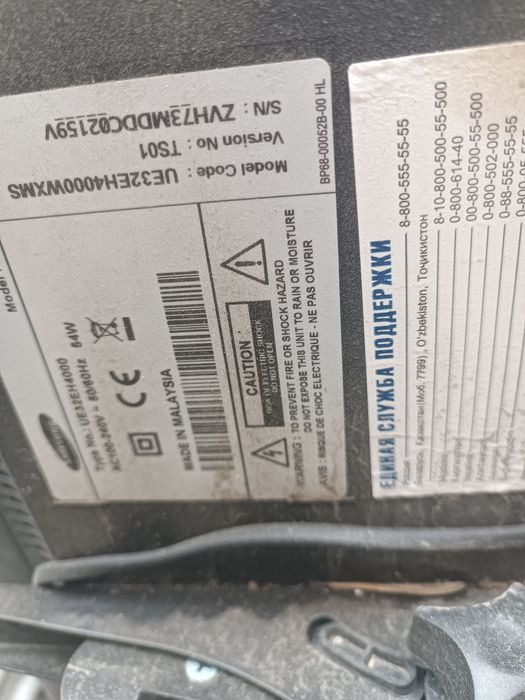 SAMSUNG
Type No.: UE32EH4000
AC100-240V~ 50/60Hz 64W
MADE IN MALAYSIA
CAUTION
RISK OF ELECTRIC SHOCK
DO NOT OPEN
WARNING : TO PREVENT FIRE OR SHOCK HAZARD
DO NOT EXPOSE THIS UNIT TO RAIN OR MOISTURE
AVIS : RISQUE DE CHOC ELECTRIQUE - NE PAS OUVRIR
Model
Model Code : UE32EH4000WXMS
Version No : TS01
S/N : ZVH73MDDC02159V
BP68-00052B-00 HL
ЕДИНАЯ СЛУЖБА ПОДДЕРЖКИ
Россия 8-800-555-55-55
Беларусь, Казахстан(Моб. 7799), O'zbekiston, Тоҷикистон
8-10-800-500-55-500
0-800-614-40
00-800-500-55-500
0-800-502-000
0-88-555-55-55